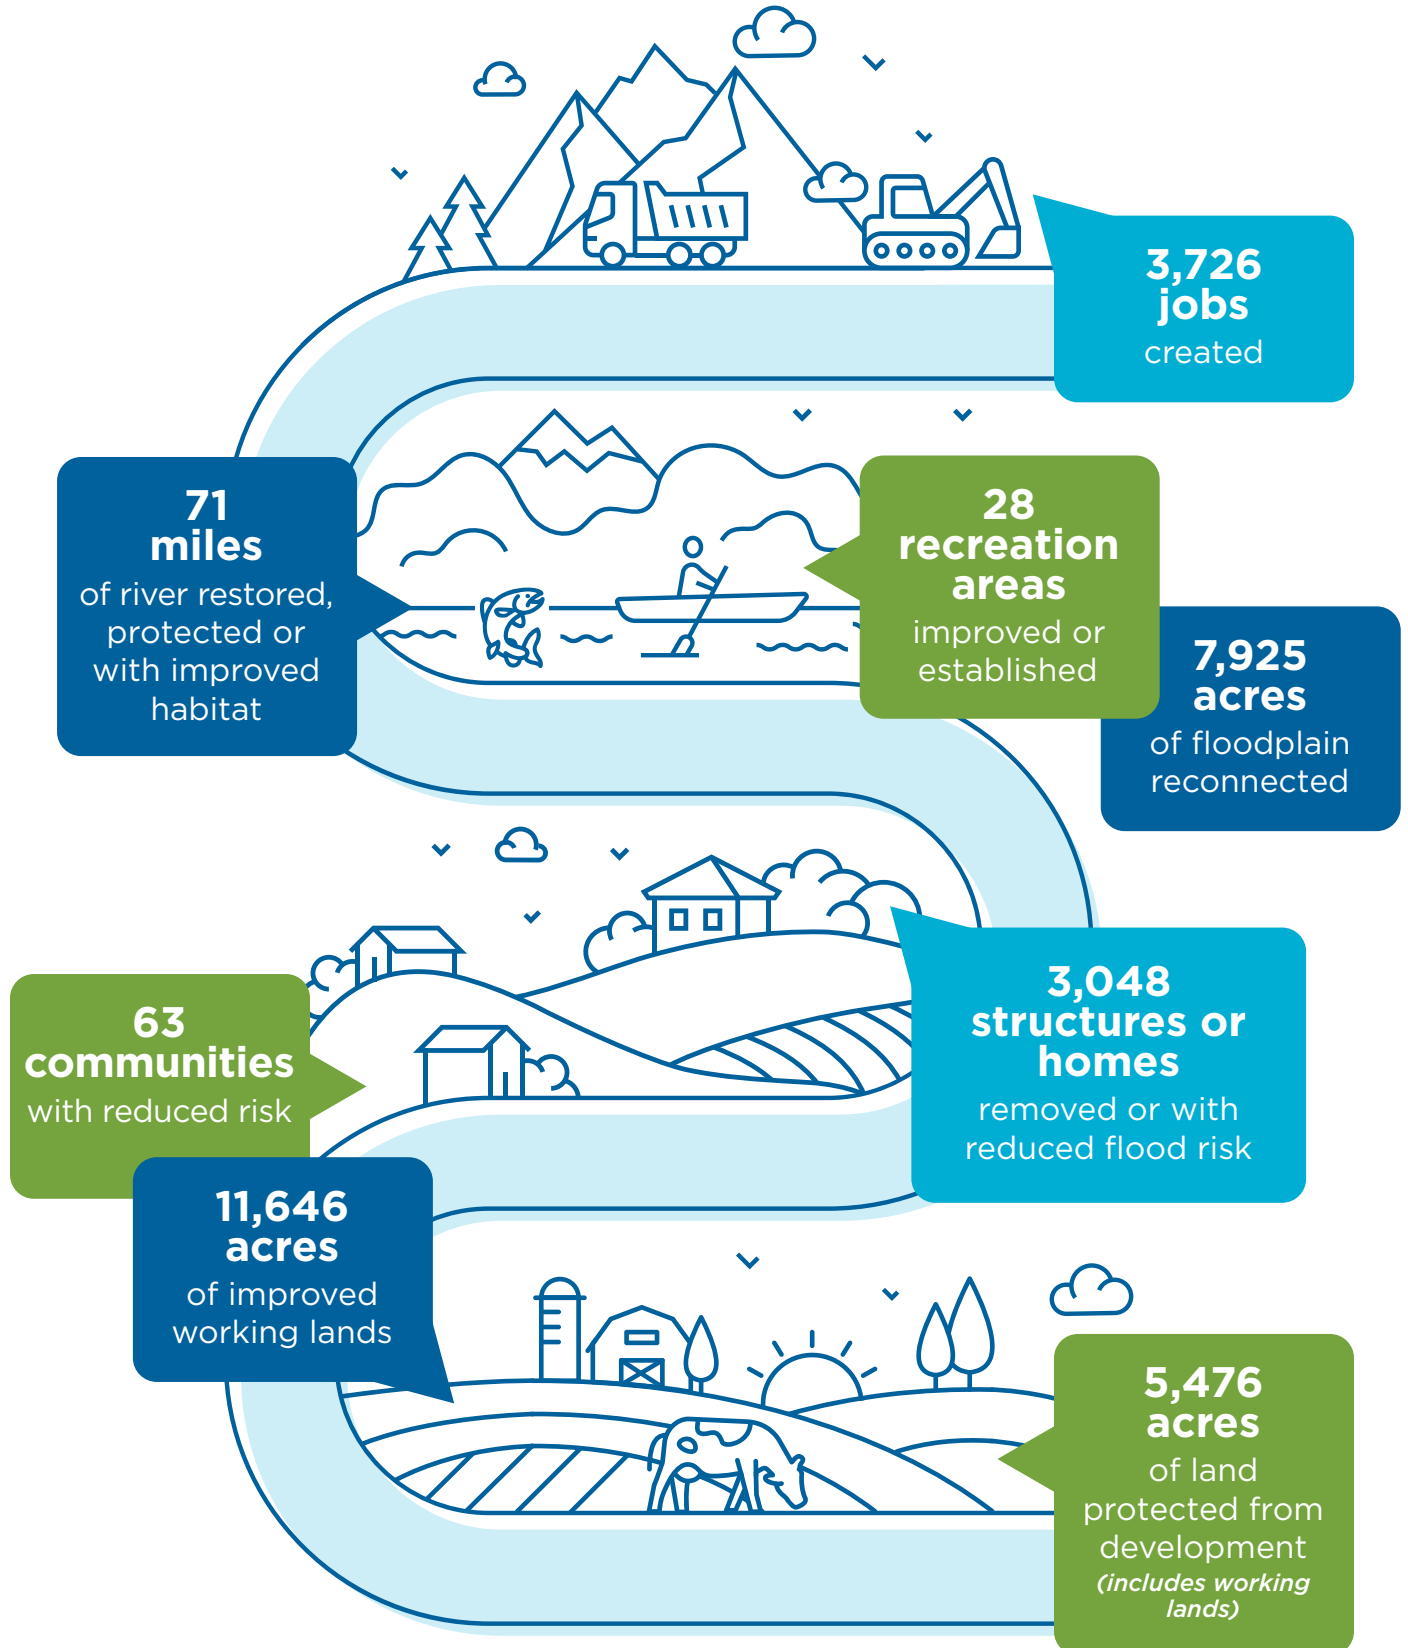 3,726
jobs
created
71
miles
of river restored,
protected or
with improved
habitat
28
recreation
areas
improved or
established
7,925
acres
of floodplain
reconnected
3,048
structures or
homes
removed or with
reduced flood risk
63
communities
with reduced risk
11,646
acres
of improved
working lands
5,476
acres
of land
protected from
development
(includes working
lands)